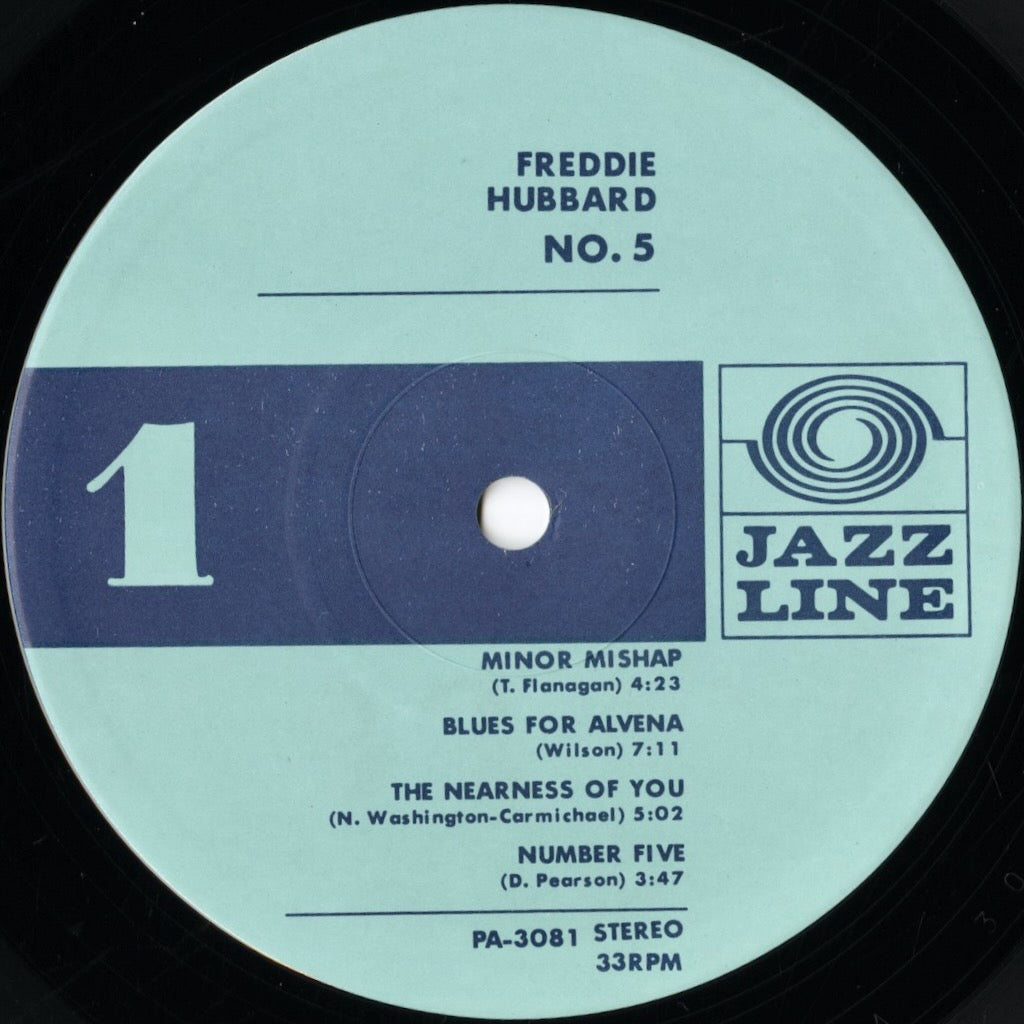 FREDDIE
HUBBARD
NO. 5
1
JAZZ
LINE
MINOR MISHAP
(T. Flanagan) 4:23
BLUES FOR ALVENA
(Wilson) 7:11
THE NEARNESS OF YOU
(N. Washington-Carmichael) 5:02
NUMBER FIVE
(D. Pearson) 3:47
PA-3081 STEREO
33RPM